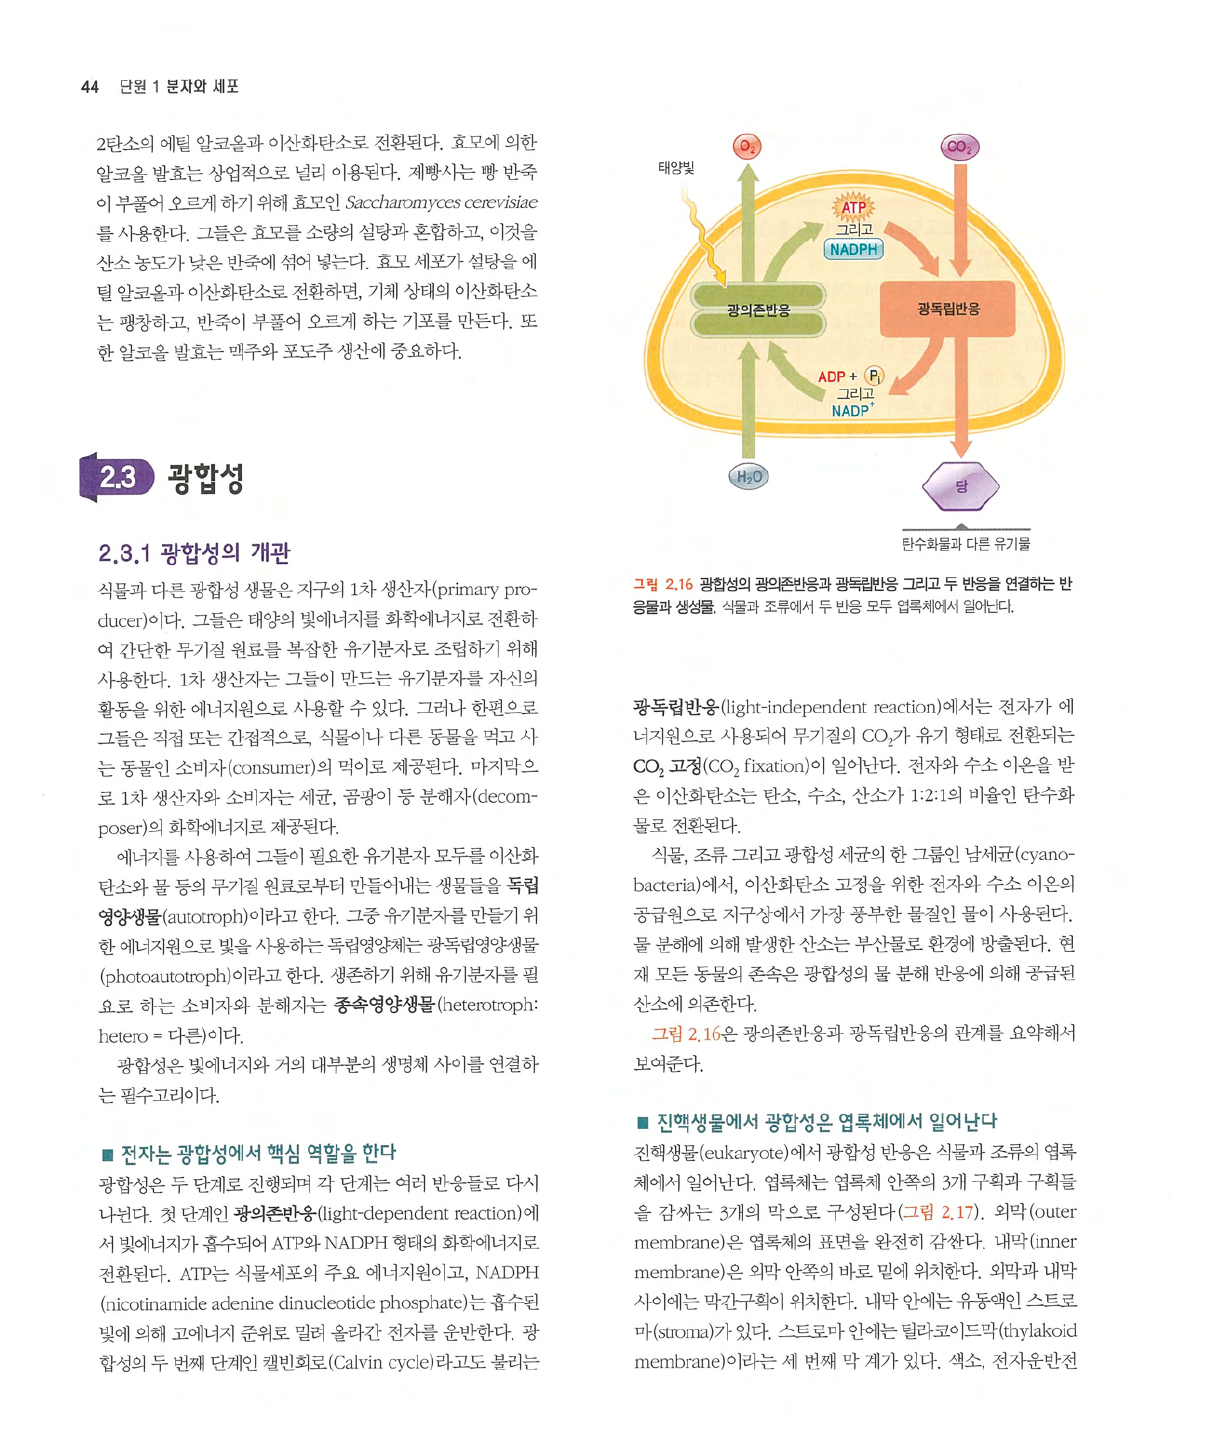 44 단원 1 분자와 세포
2탄소의 에틸 알코올과 이산화탄소로 전환된다. 효모에 의한
알코올 발효는 상업적으로 널리 이용된다. 제빵사는 빵 반죽
이 부풀어 오르게 하기 위해 효모인 Saccharomyces cerevisiae
를 사용한다. 그들은 효모를 소량의 설탕과 혼합하고, 이것을
산소 농도가 낮은 반죽에 섞어 넣는다. 효모 세포가 설탕을 에
틸 알코올과 이산화탄소로 전환하면, 기체 상태의 이산화탄소
는 팽창하고, 반죽이 부풀어 오르게 하는 기포를 만든다. 또
한 알코올 발효는 맥주와 포도주 생산에 중요하다.
2.3 광합성
2.3.1 광합성의 개관
식물과 다른 광합성 생물은 지구의 1차 생산자(primary pro-
ducer)이다. 그들은 태양의 빛에너지를 화학에너지로 전환하
여 간단한 무기질 원료를 복잡한 유기분자로 조립하기 위해
사용한다. 1차 생산자는 그들이 만드는 유기분자를 자신의
활동을 위한 에너지원으로 사용할 수 있다. 그러나 한편으로
그들은 직접 또는 간접적으로, 식물이나 다른 동물을 먹고 사
는 동물인 소비자(consumer)의 먹이로 제공된다. 마지막으
로 1차 생산자와 소비자는 세균, 곰팡이 등 분해자(decom-
poser)의 화학에너지로 제공된다.
에너지를 사용하여 그들이 필요한 유기분자 모두를 이산화
탄소와 물 등의 무기질 원료로부터 만들어내는 생물들을 독립
영양생물(autotroph)이라고 한다. 그중 유기분자를 만들기 위
한 에너지원으로 빛을 사용하는 독립영양체는 광독립영양생물
(photoautotroph)이라고 한다. 생존하기 위해 유기분자를 필
요로 하는 소비자와 분해자는 종속영양생물(heterotroph:
hetero = 다른)이다.
광합성은 빛에너지와 거의 대부분의 생명체 사이를 연결하
는 필수고리이다.
■ 전자는 광합성에서 핵심 역할을 한다
광합성은 두 단계로 진행되며 각 단계는 여러 반응들로 다시
나뉜다. 첫 단계인 광의존반응(light-dependent reaction)에
서 빛에너지가 흡수되어 ATP와 NADPH 형태의 화학에너지로
전환된다. ATP는 식물세포의 주요 에너지원이고, NADPH
(nicotinamide adenine dinucleotide phosphate)는 흡수된
빛에 의해 고에너지 준위로 밀려 올라간 전자를 운반한다. 광
합성의 두 번째 단계인 캘빈회로(Calvin cycle)라고도 불리는
O₂
CO₂
태양빛
ATP
그리고
NADPH
광의존반응
광독립반응
ADP + Pi
그리고
NADP⁺
H₂O
당
탄수화물과 다른 유기물
그림 2.16 광합성의 광의존반응과 광독립반응 그리고 두 반응을 연결하는 반
응물과 생성물. 식물과 조류에서 두 반응 모두 엽록체에서 일어난다.
광독립반응(light-independent reaction)에서는 전자가 에
너지원으로 사용되어 무기질의 CO₂가 유기 형태로 전환되는
CO₂ 고정(CO₂ fixation)이 일어난다. 전자와 수소 이온을 받
은 이산화탄소는 탄소, 수소, 산소가 1:2:1의 비율인 탄수화
물로 전환된다.
식물, 조류 그리고 광합성 세균의 한 그룹인 남세균(cyano-
bacteria)에서, 이산화탄소 고정을 위한 전자와 수소 이온의
공급원으로 지구상에서 가장 풍부한 물질인 물이 사용된다.
물 분해에 의해 발생한 산소는 부산물로 환경에 방출된다. 현
재 모든 동물의 존속은 광합성의 물 분해 반응에 의해 공급된
산소에 의존한다.
그림 2.16은 광의존반응과 광독립반응의 관계를 요약해서
보여준다.
■ 진핵생물에서 광합성은 엽록체에서 일어난다
진핵생물(eukaryote)에서 광합성 반응은 식물과 조류의 엽록
체에서 일어난다. 엽록체는 엽록체 안쪽의 3개 구획과 구획들
을 감싸는 3개의 막으로 구성된다(그림 2.17). 외막(outer
membrane)은 엽록체의 표면을 완전히 감싼다. 내막(inner
membrane)은 외막 안쪽의 바로 밑에 위치한다. 외막과 내막
사이에는 막간구획이 위치한다. 내막 안에는 유동액인 스트로
마(stroma)가 있다. 스트로마 안에는 틸라코이드막(thylakoid
membrane)이라는 세 번째 막 계가 있다. 색소, 전자운반전